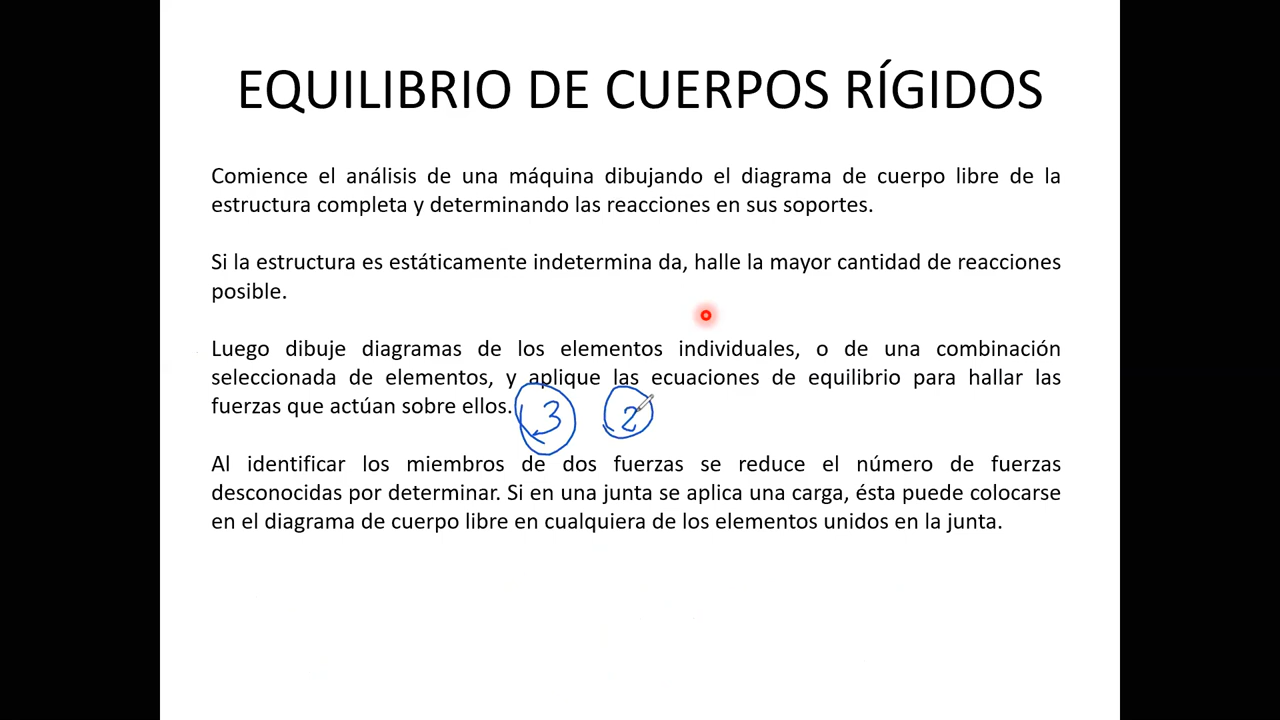 EQUILIBRIO DE CUERPOS RÍGIDOS
Comience el análisis de una máquina dibujando el diagrama de cuerpo libre de la
estructura completa y determinando las reacciones en sus soportes.
Si la estructura es estáticamente indetermina da, halle la mayor cantidad de reacciones
posible.
Luego dibuje diagramas de los elementos individuales, o de una combinación
seleccionada de elementos, y aplique las ecuaciones de equilibrio para hallar las
fuerzas que actúan sobre ellos.
3 2
Al identificar los miembros de dos fuerzas se reduce el número de fuerzas
desconocidas por determinar. Si en una junta se aplica una carga, ésta puede colocarse
en el diagrama de cuerpo libre en cualquiera de los elementos unidos en la junta.